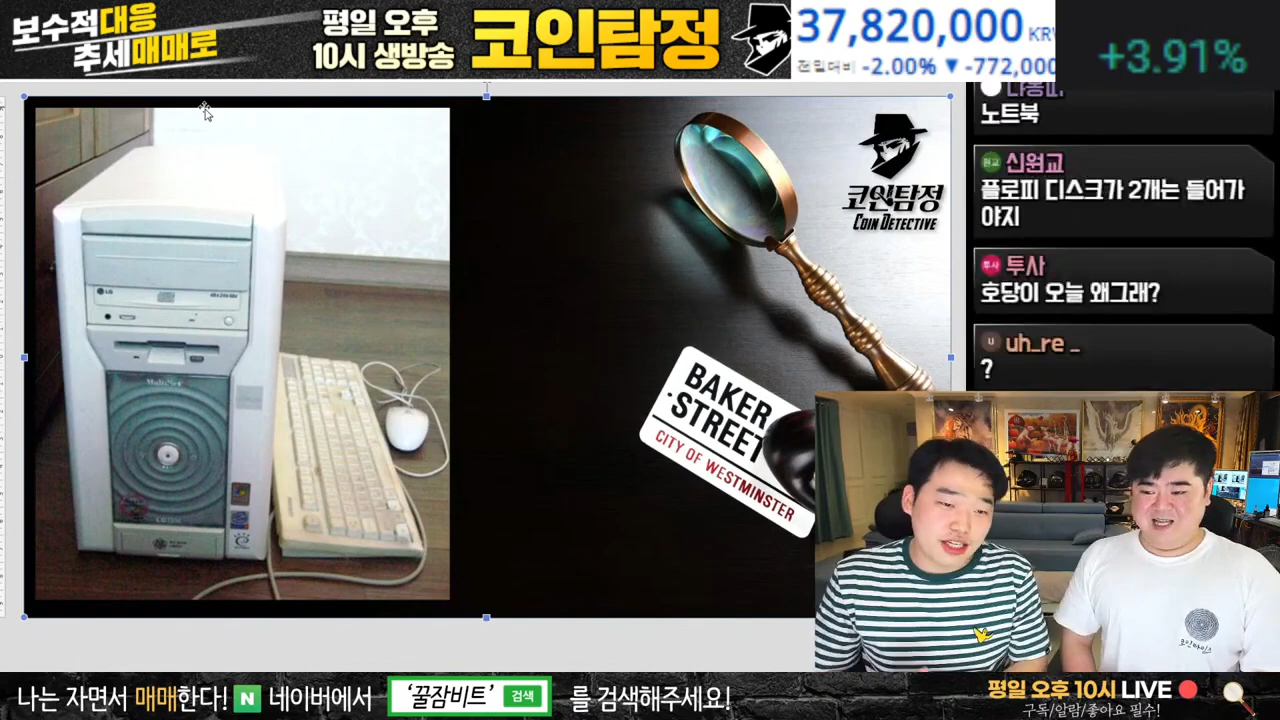 보수적대응
추세매매로
평일 오후
10시 생방송
코인탐정
37,820,000 KRW
전일대비 -2.00% ▼ -772,000
+3.91%
노트북
신원교
플로피 디스크가 2개는 들어가
야지
투사
호당이 오늘 왜그래?
U uh_re _
?
코인탐정
COIN DETECTIVE
BAKER
·STREET
CITY OF WESTMINSTER
LG
나는 자면서 매매한다! N 네이버에서 '꿀잠비트' 검색 를 검색해주세요!
평일 오후 10시 LIVE
구독/알람/좋아요 필수!